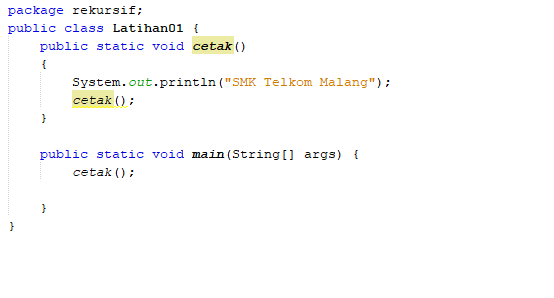 package rekursif;
public class Latihan01 {
public static void cetak()
{
System.out.println("SMK Telkom Malang");
cetak();
}
public static void main(String[] args) {
cetak();
}
}